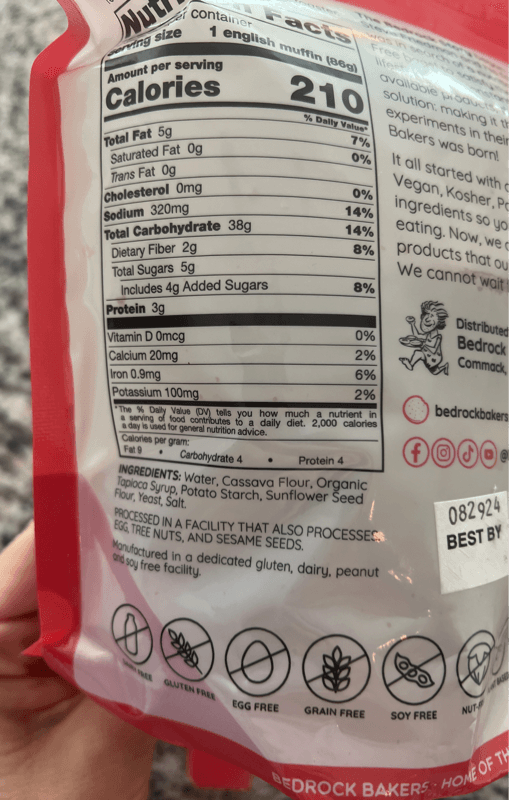 Nutri Facts
container
serving size 1 english muffin (86g)
Amount per serving
Calories 210
% Daily Value*
Total Fat 5g 7%
Saturated Fat 0g 0%
Trans Fat 0g
Cholesterol 0mg 0%
Sodium 320mg 14%
Total Carbohydrate 38g 14%
Dietary Fiber 2g 8%
Total Sugars 5g
Includes 4g Added Sugars 8%
Protein 3g
Vitamin D 0mcg 0%
Calcium 20mg 2%
Iron 0.9mg 6%
Potassium 100mg 2%
*The % Daily Value (DV) tells you how much a nutrient in
a serving of food contributes to a daily diet. 2,000 calories
a day is used for general nutrition advice.
Calories per gram:
Fat 9 • Carbohydrate 4 • Protein 4
INGREDIENTS: Water, Cassava Flour, Organic
Tapioca Syrup, Potato Starch, Sunflower Seed
Flour, Yeast, Salt.
PROCESSED IN A FACILITY THAT ALSO PROCESSES
EGG, TREE NUTS, AND SESAME SEEDS.
Manufactured in a dedicated gluten, dairy, peanut
and soy free facility.
FREE
GLUTEN FREE
EGG FREE
GRAIN FREE
SOY FREE
NUT
The Bedrock
Free
available
solution: making it
experiments in their
Bakers was born!
It all started with
Vegan, Kosher,
ingredients so yo
eating. Now, we
products that ou
We cannot wait
Distributed
Bedrock
Commack,
bedrockbakers
@
082924
BEST BY
BEDROCK BAKERS · HOME OF TH